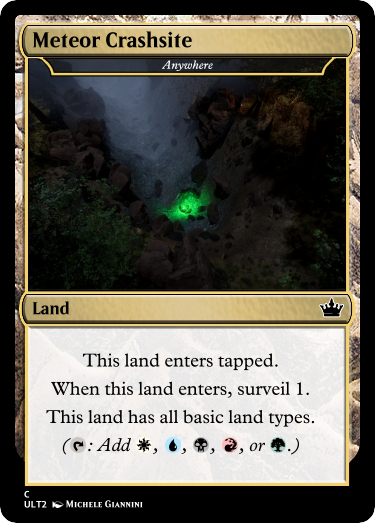 Meteor Crashsite
Anywhere
Land
This land enters tapped.
When this land enters, surveil 1.
This land has all basic land types.
(: Add , , , , or .)
C
ULT2 Michele Giannini